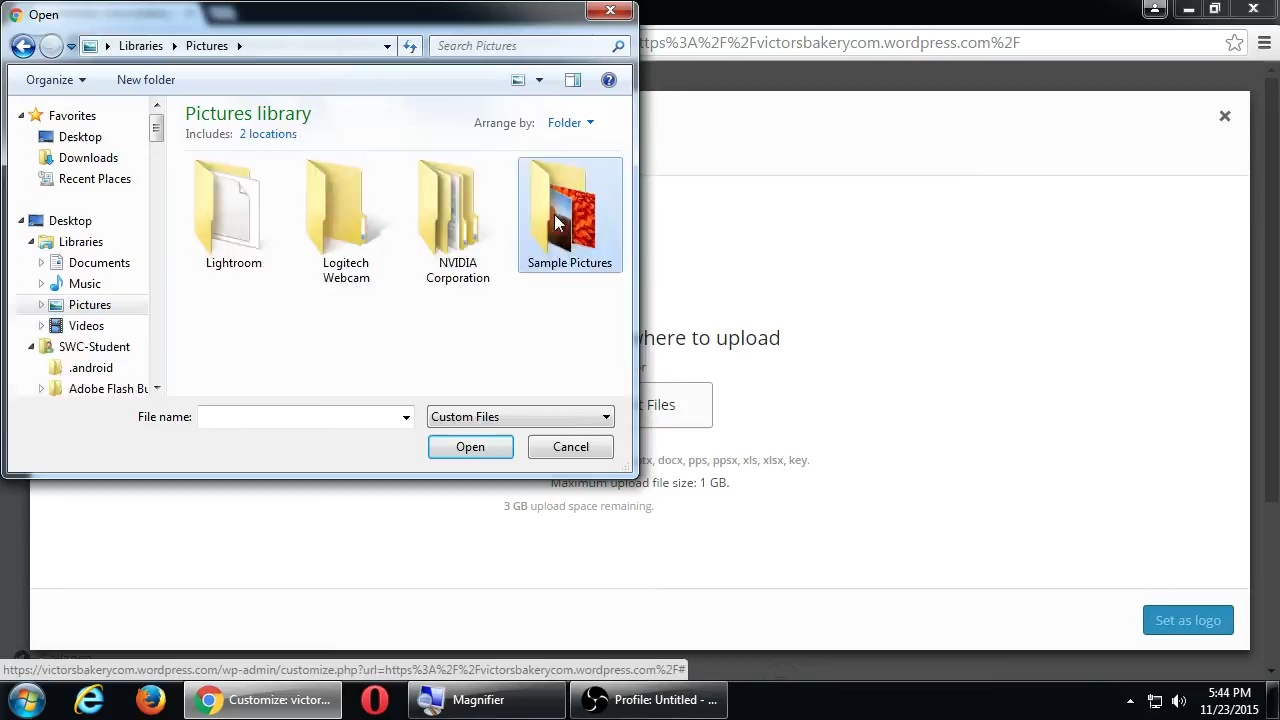 Open
Libraries
Pictures
Search Pictures
ttps%3A%2F%2Fvictorsbakerycom.wordpress.com%2F
Organize
New folder
Favorites
Desktop
Downloads
Recent Places
Desktop
Libraries
Documents
Music
Pictures
Videos
SWC-Student
.android
Adobe Flash Bu
Pictures library
Includes: 2 locations
Arrange by: Folder
Lightroom
Logitech Webcam
NVIDIA Corporation
Sample Pictures
File name:
Custom Files
Open
Cancel
where to upload
or
t Files
tx, docx, pps, ppsx, xls, xlsx, key.
Maximum upload file size: 1 GB.
3 GB upload space remaining.
Set as logo
https://victorsbakerycom.wordpress.com/wp-admin/customize.php?url=https%3A%2F%2Fvictorsbakerycom.wordpress.com%2F#
Customize: victor...
Magnifier
Profile: Untitled - ...
5:44 PM
11/23/2015